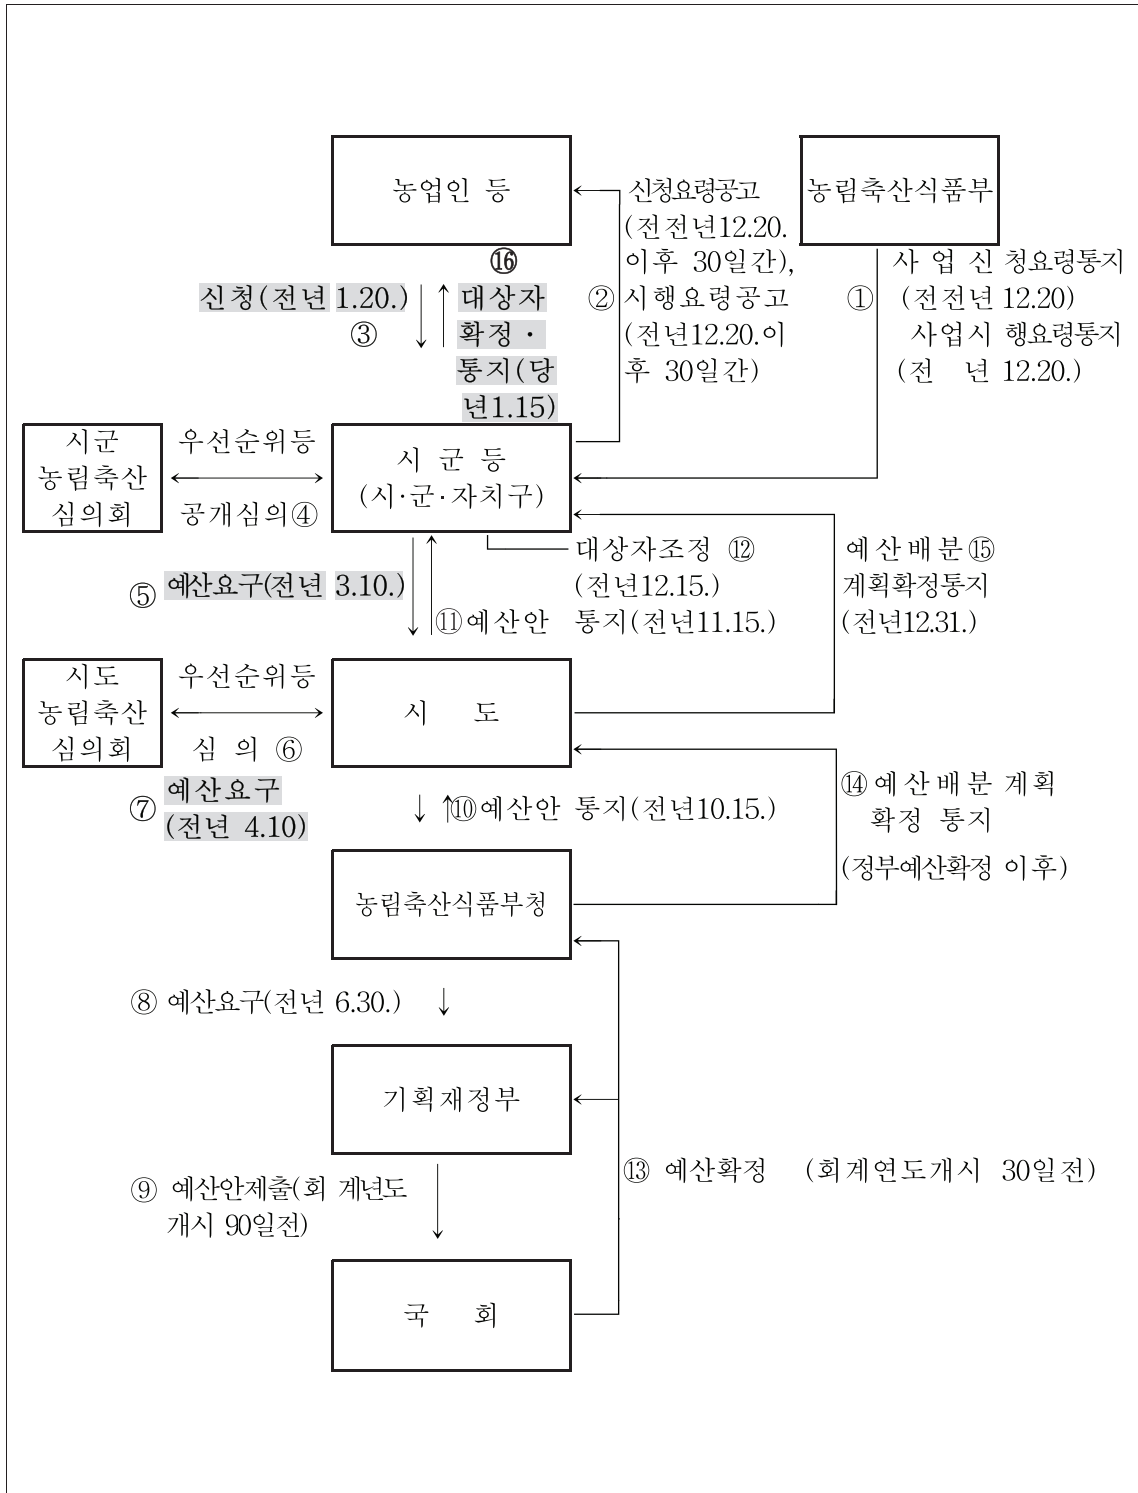 농업인 등
농림축산식품부
신청요령공고
(전전년12.20.
이후 30일간),
시행요령공고
(전년12.20.이
후 30일간)
②
①
사 업 신 청요령통지
(전전년 12.20)
사업시 행요령통지
(전 년 12.20.)
신청(전년 1.20.)
③
⑯
대상자
확정·
통지(당
년1.15)
시군
농림축산
심의회
우선순위등
공개심의④
시 군 등
(시·군·자치구)
⑤ 예산요구(전년 3.10.)
대상자조정 ⑫
(전년12.15.)
⑪예산안 통지(전년11.15.)
예산배분⑮
계획확정통지
(전년12.31.)
시도
농림축산
심의회
우선순위등
심 의 ⑥
시 도
⑦ 예산요구
(전년 4.10)
⑩예산안 통지(전년10.15.)
⑭예산배분 계획
확정 통지
(정부예산확정 이후)
농림축산식품부청
⑧ 예산요구(전년 6.30.)
기획재정부
⑨ 예산안제출(회 계년도
개시 90일전)
⑬ 예산확정 (회계연도개시 30일전)
국 회